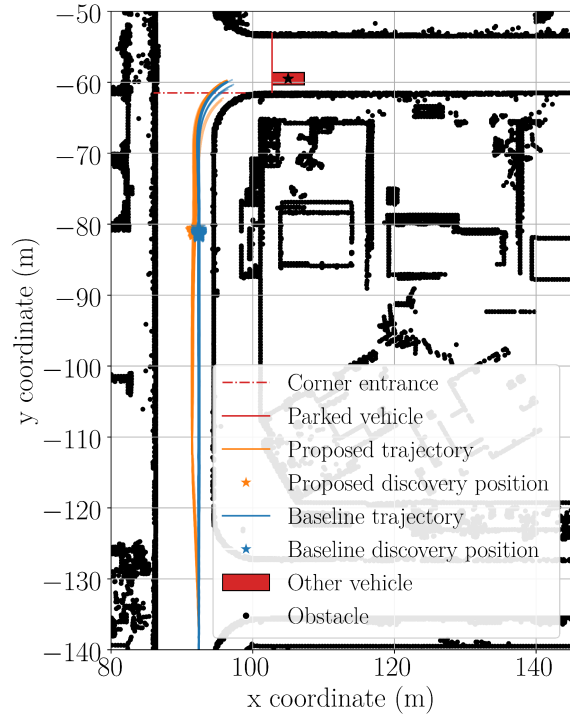 −50
−60
−70
−80
−90
−100
−110
−120
−130
−140
y coordinate (m)
Corner entrance
Parked vehicle
Proposed trajectory
Proposed discovery position
Baseline trajectory
Baseline discovery position
Other vehicle
Obstacle
80
100
120
140
x coordinate (m)